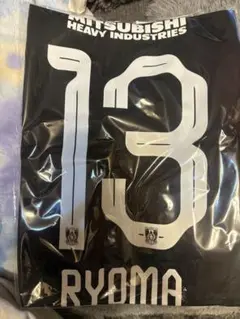 MITSUBISHI
HEAVY INDUSTRIES
13
RYOMA